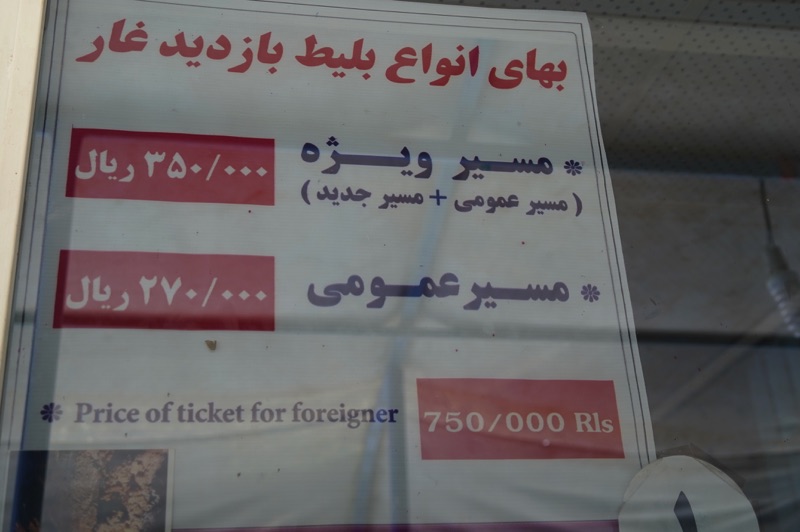 بهای انواع بلیط بازدید غار
* مسیر ویژه ۳۵۰/۰۰۰ ریال
( مسیر عمومی + مسیر جدید )
* مسیر عمومی ۲۷۰/۰۰۰ ریال
* Price of ticket for foreigner 750/000 Rls
۱